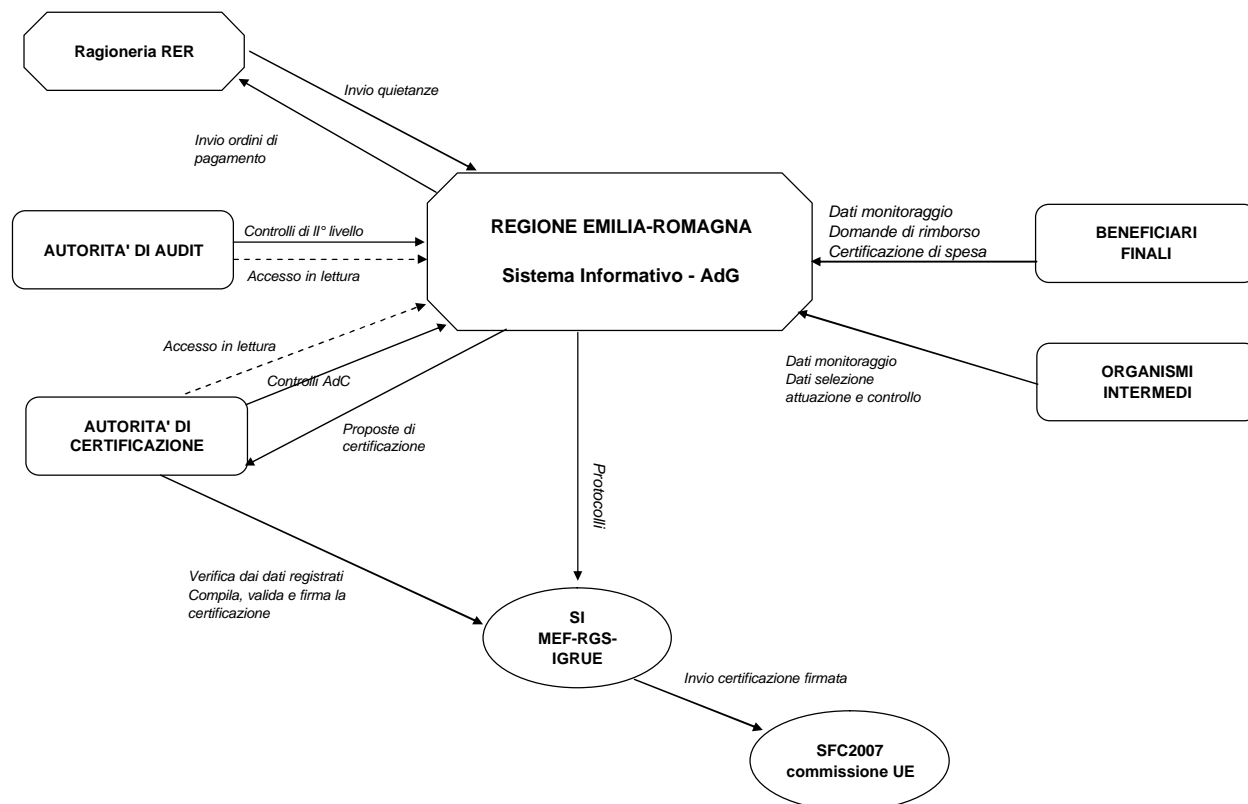 Ragioneria RER
Invio quietanze
Invio ordini di
pagamento
REGIONE EMILIA-ROMAGNA
Sistema Informativo - AdG
AUTORITA' DI AUDIT
Controlli di II° livello
Accesso in lettura
Dati monitoraggio
Domande di rimborso
Certificazione di spesa
BENEFICIARI
FINALI
Accesso in lettura
Controlli AdC
AUTORITA' DI
CERTIFICAZIONE
Proposte di
certificazione
Dati monitoraggio
Dati selezione
attuazione e controllo
ORGANISMI
INTERMEDI
Protocolli
Verifica dai dati registrati
Compila, valida e firma la
certificazione
SI
MEF-RGS-
IGRUE
Invio certificazione firmata
SFC2007
commissione UE